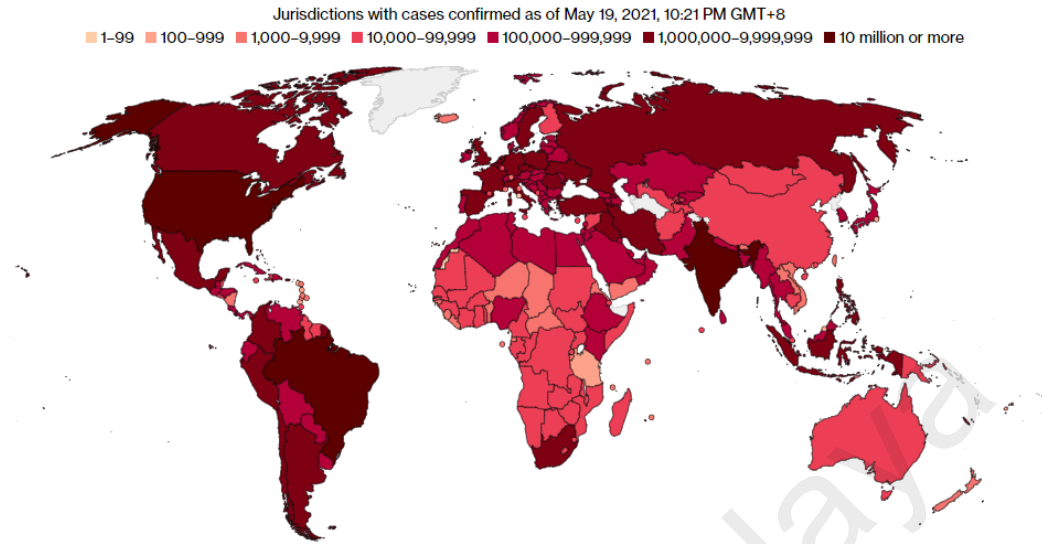 Jurisdictions with cases confirmed as of May 19, 2021, 10:21 PM GMT+8
1–99 100–999 1,000–9,999 10,000–99,999 100,000–999,999 1,000,000–9,999,999 10 million or more
laya